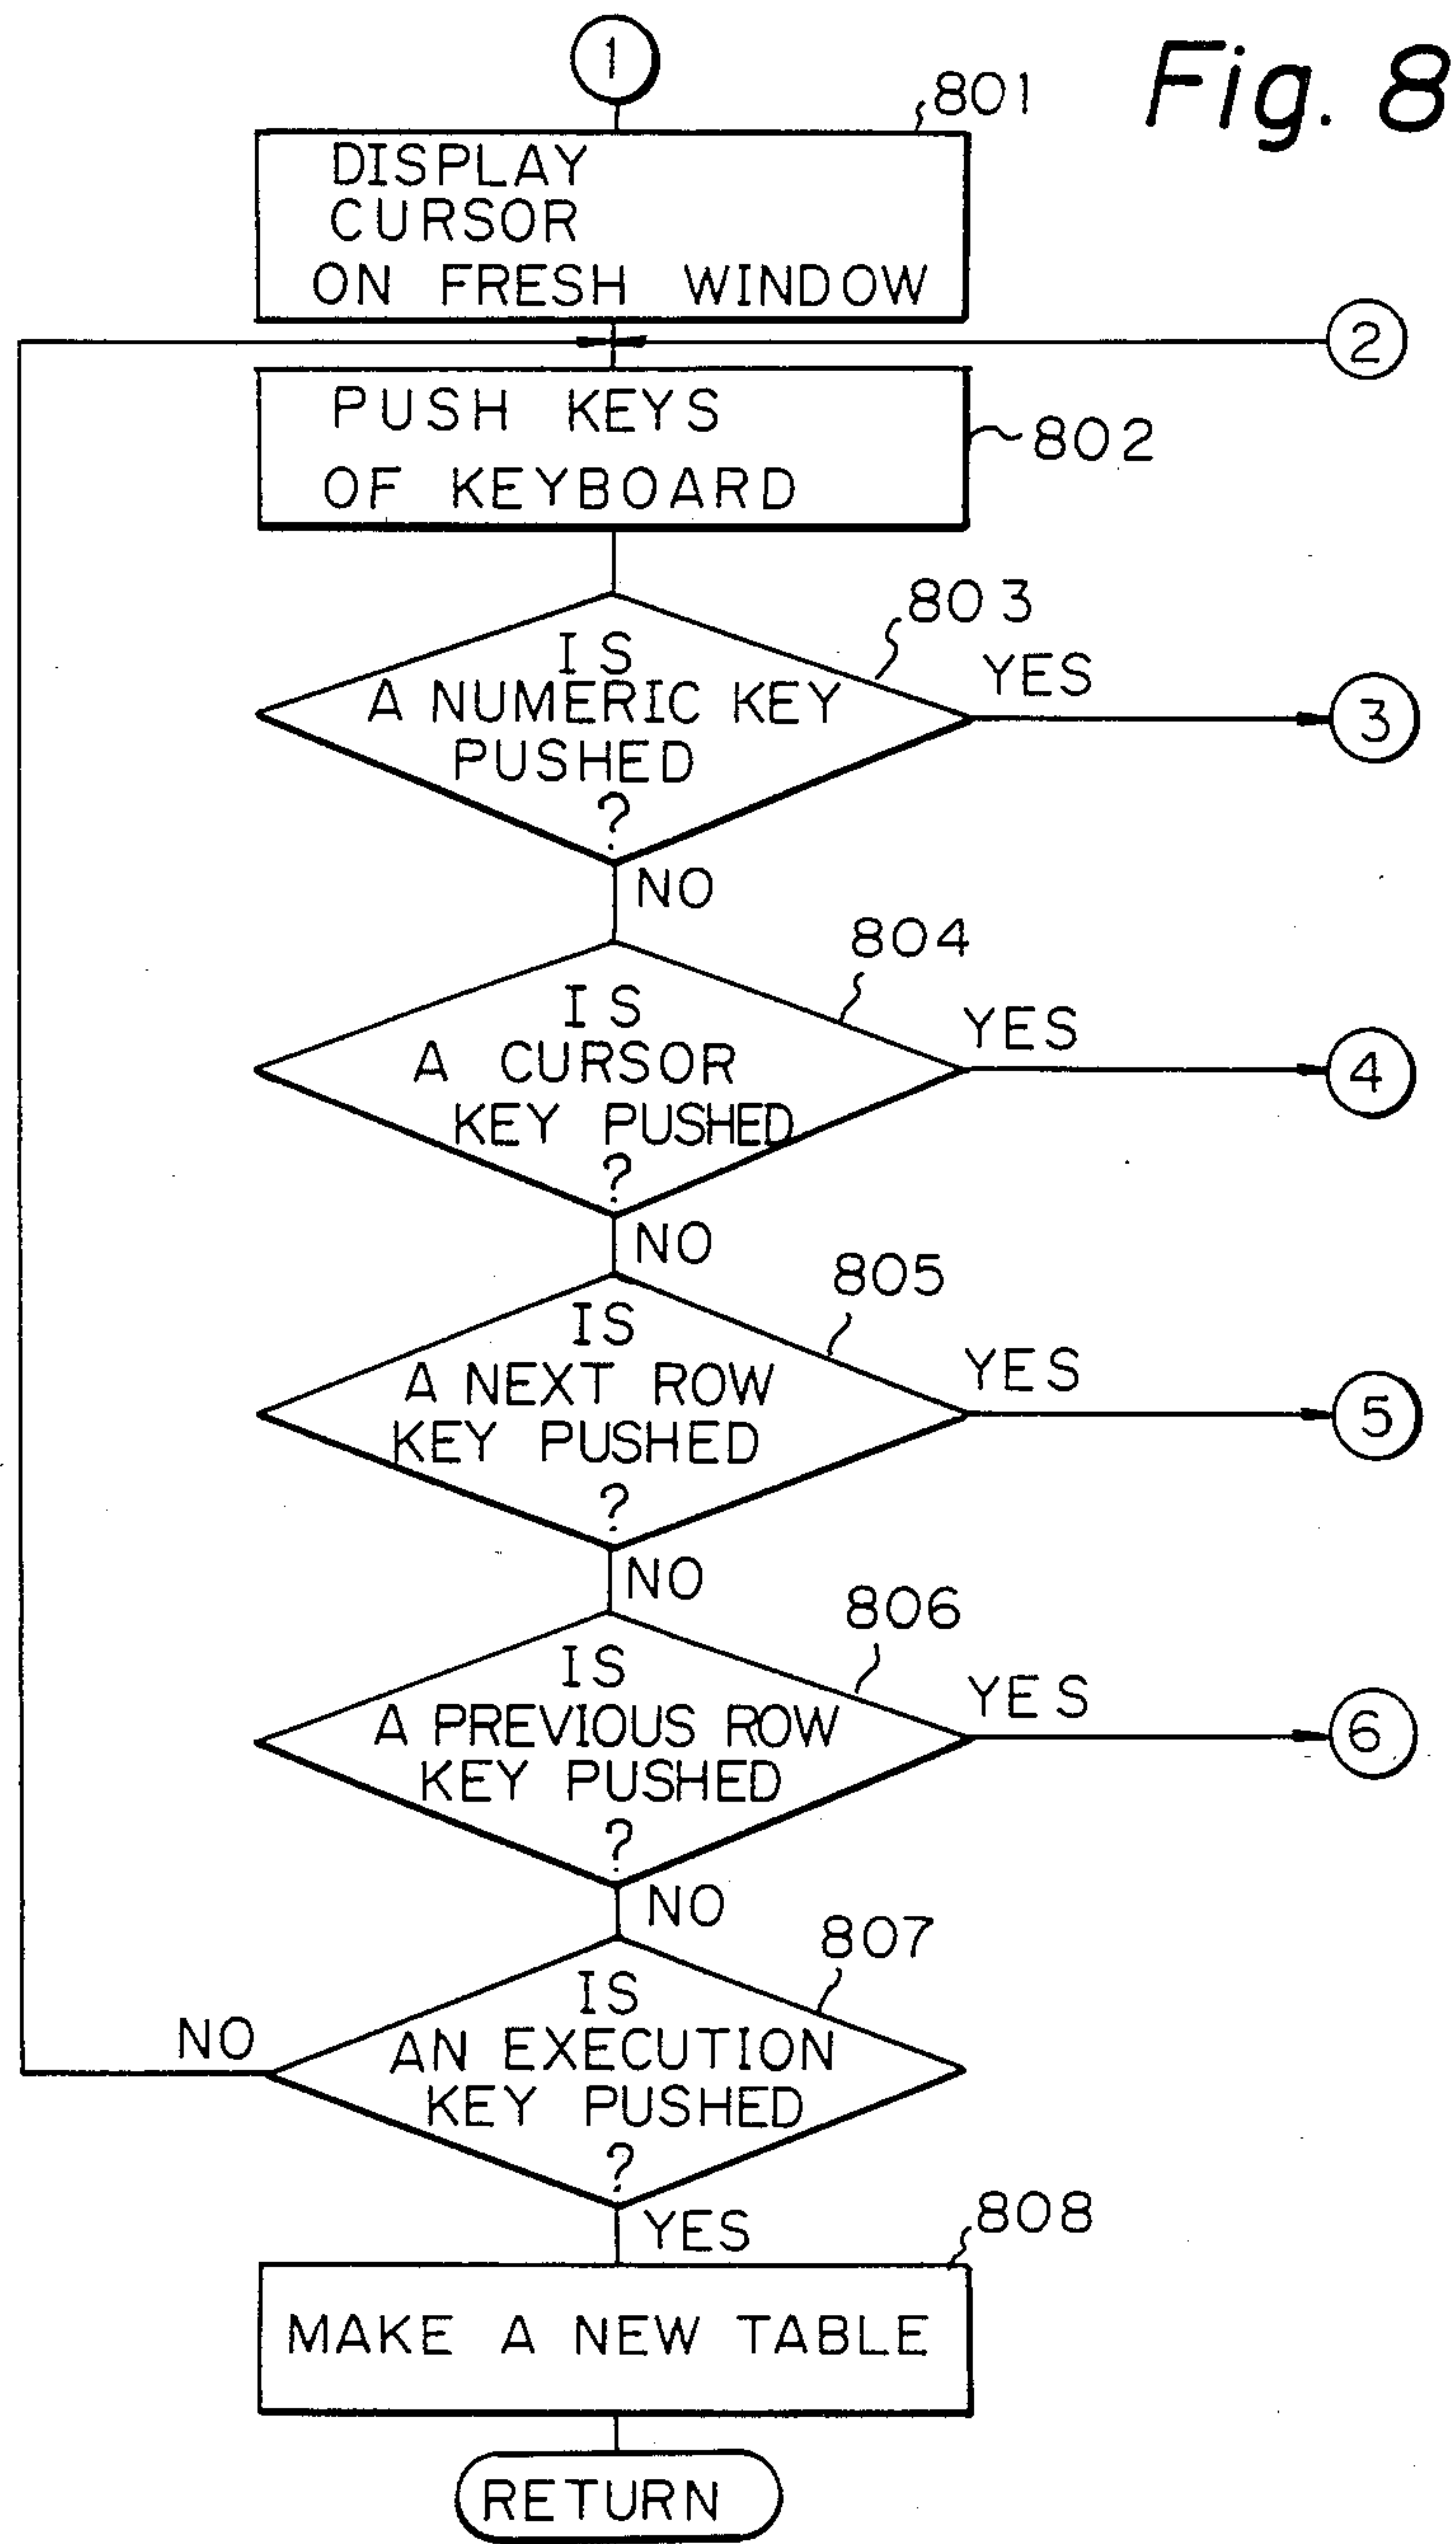 1
Fig. 8
801
DISPLAY
CURSOR
ON FRESH WINDOW
2
PUSH KEYS
OF KEYBOARD
802
803
IS
A NUMERIC KEY
PUSHED
?
YES
3
NO
804
IS
A CURSOR
KEY PUSHED
?
YES
4
NO
805
IS
A NEXT ROW
KEY PUSHED
?
YES
5
NO
806
IS
A PREVIOUS ROW
KEY PUSHED
?
YES
6
NO
807
IS
AN EXECUTION
KEY PUSHED
?
NO
YES
808
MAKE A NEW TABLE
RETURN